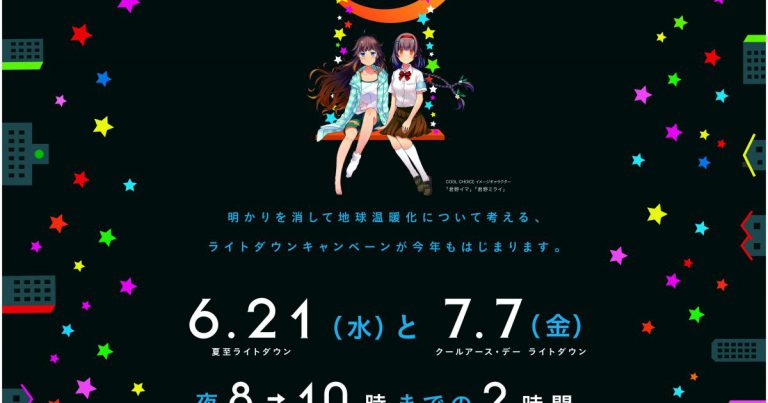 COOL CHOICE イメージキャラクター
「君野イマ」「君野ミライ」
明かりを消して地球温暖化について考える、
ライトダウンキャンペーンが今年もはじまります。
6.21(水)と 7.7(金)
夏至ライトダウン クールアース・デー ライトダウン
夜8→10時までの2時間